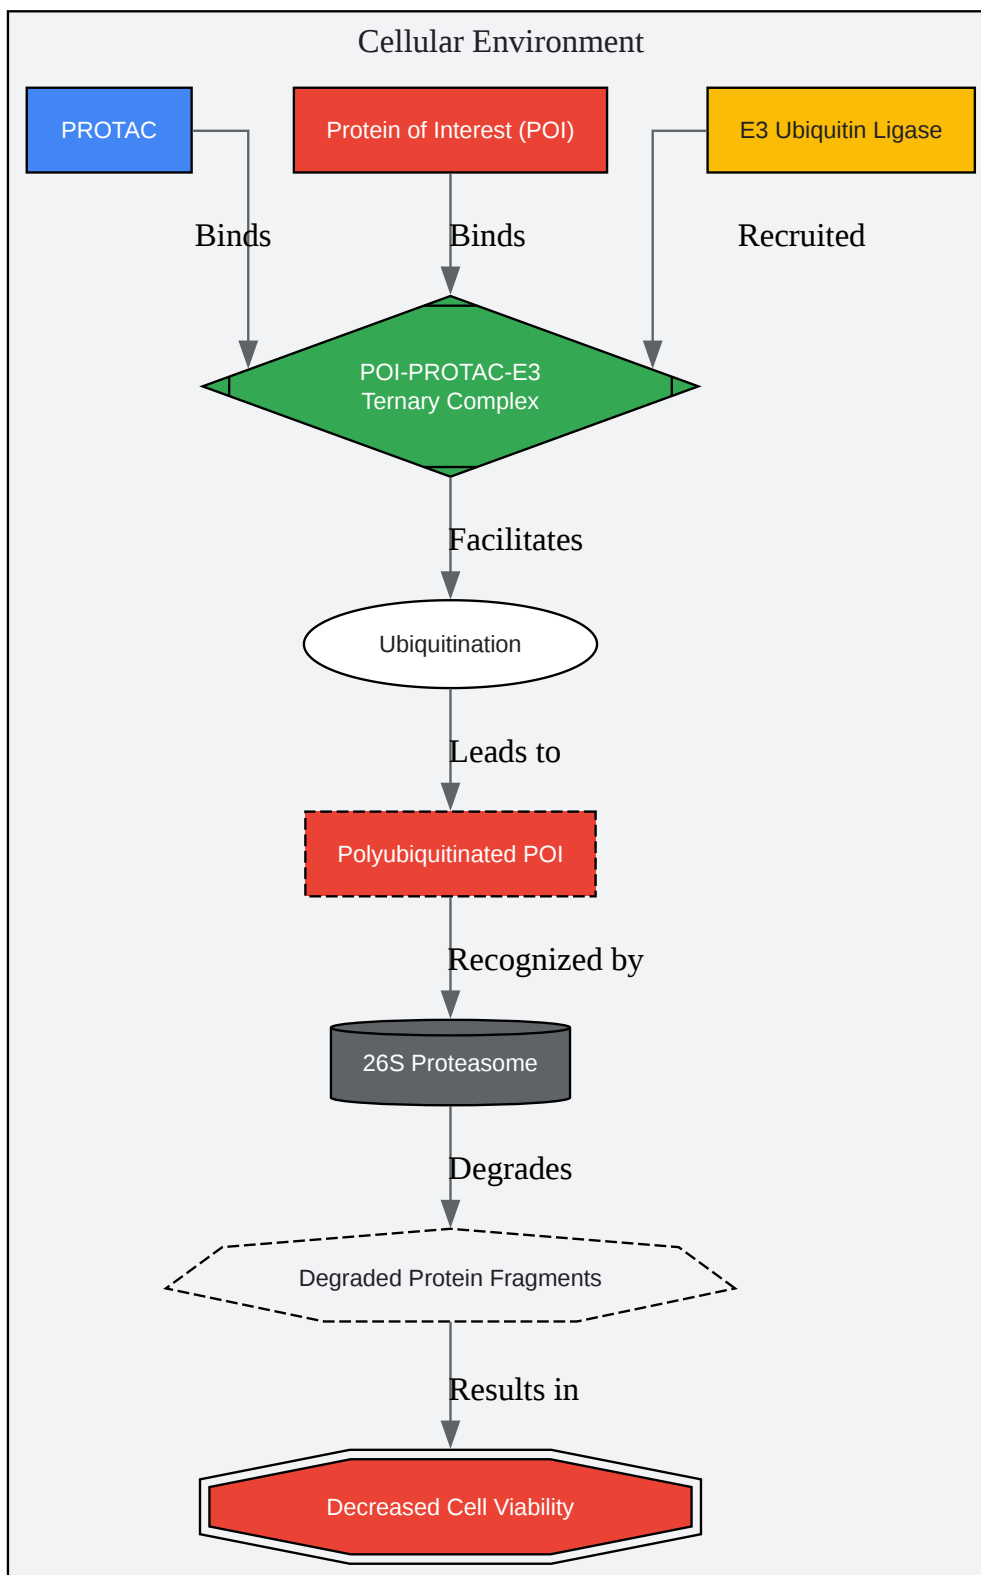 Cellular Environment
PROTAC
Protein of Interest (POI)
E3 Ubiquitin Ligase
Binds
Binds
Recruited
POI-PROTAC-E3
Ternary Complex
Facilitates
Ubiquitination
Leads to
Polyubiquitinated POI
Recognized by
26S Proteasome
Degrades
Degraded Protein Fragments
Results in
Decreased Cell Viability